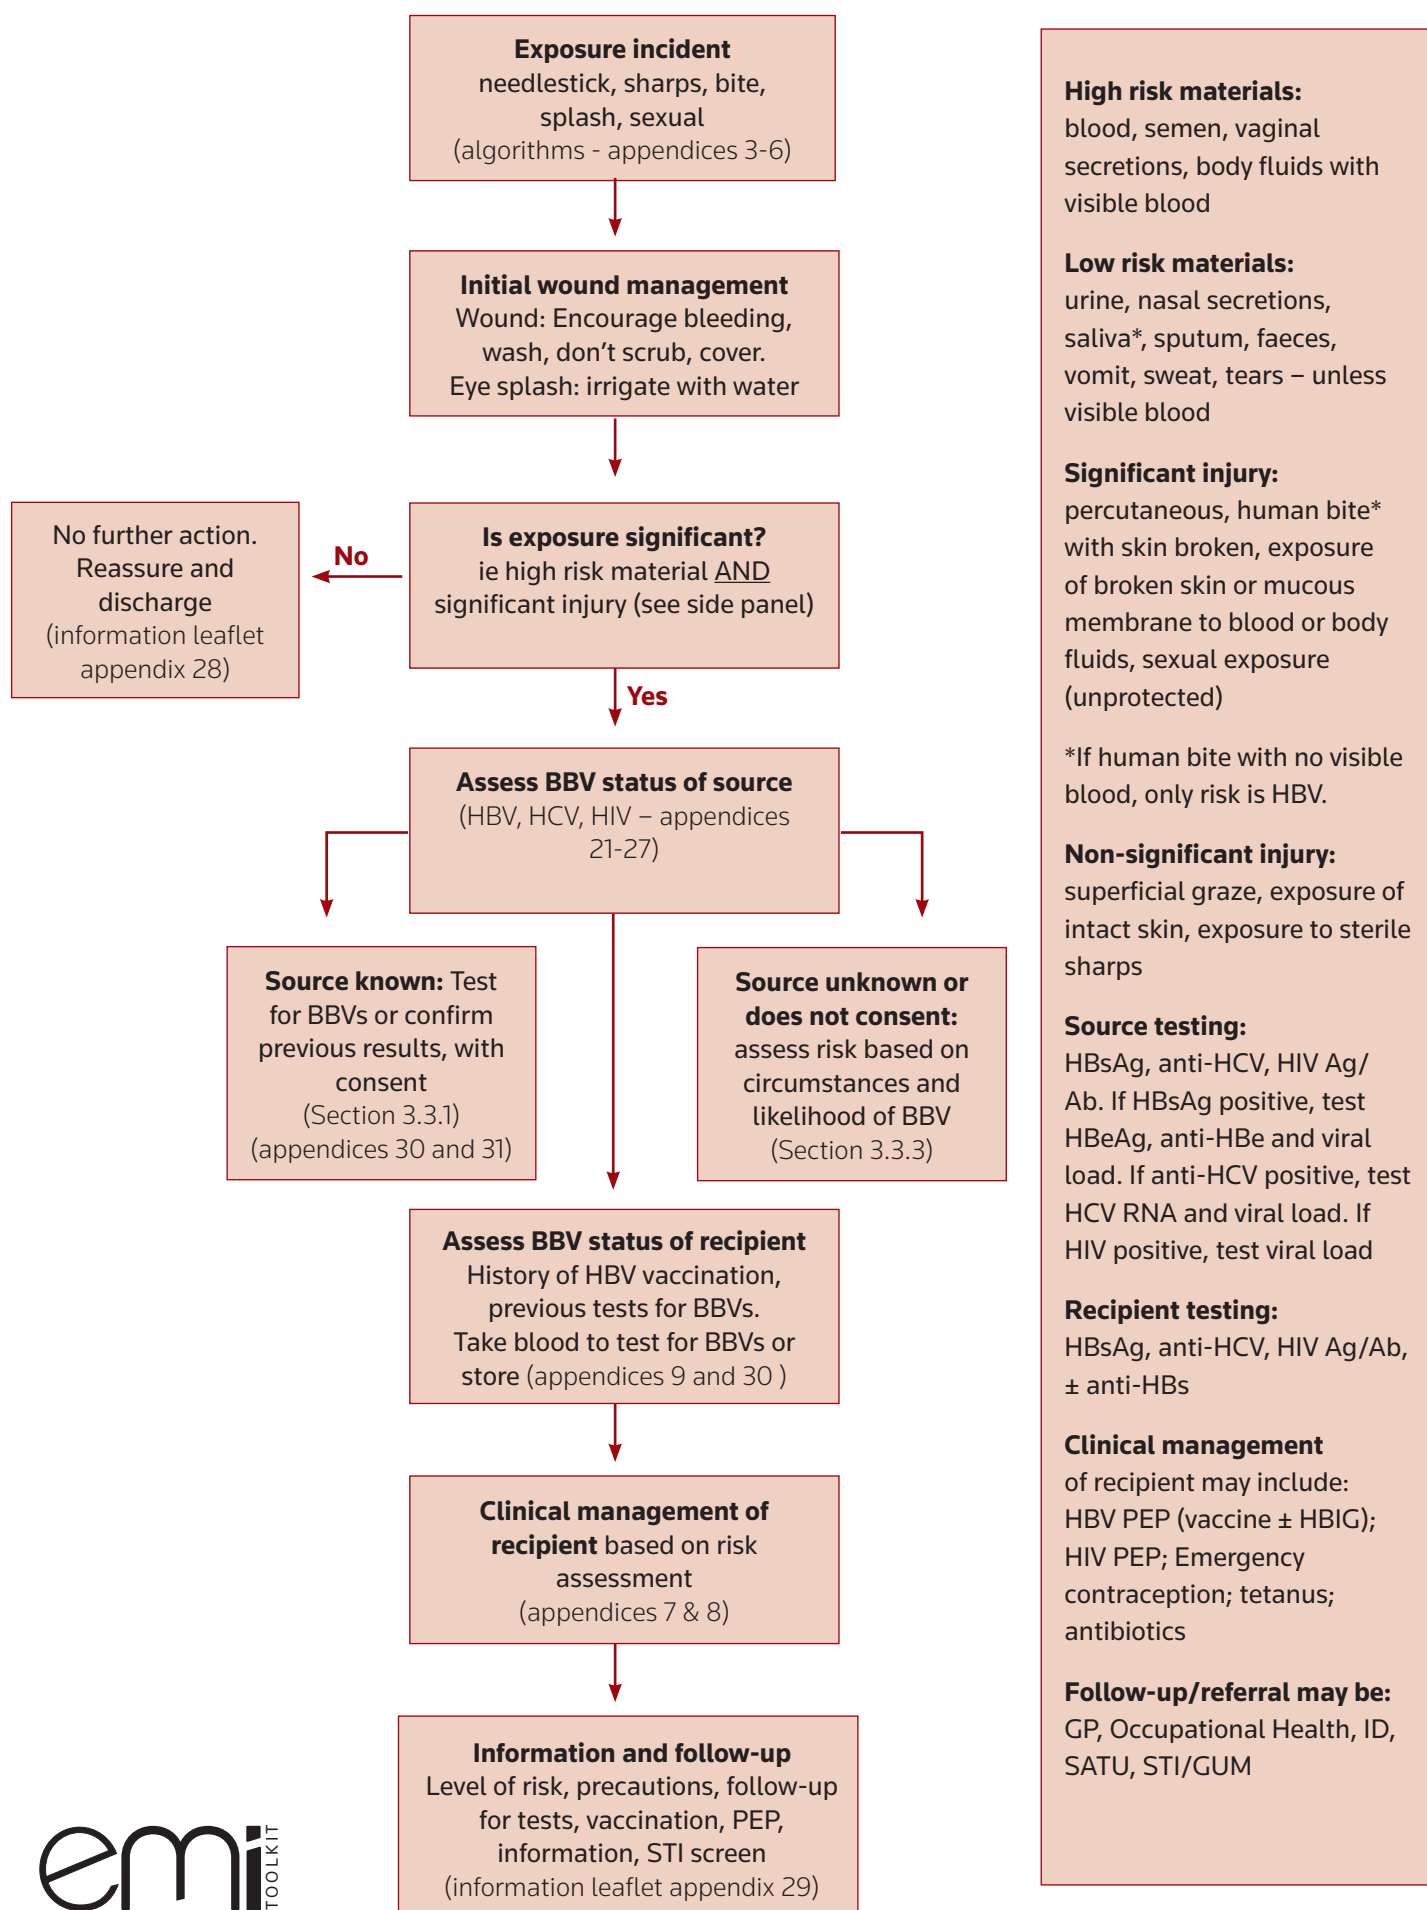 Exposure incident
needlestick, sharps, bite,
splash, sexual
(algorithms - appendices 3-6)
Initial wound management
Wound: Encourage bleeding,
wash, don’t scrub, cover.
Eye splash: irrigate with water
Is exposure significant?
ie high risk material AND
significant injury (see side panel)
No
No further action.
Reassure and
discharge
(information leaflet
appendix 28)
Yes
Assess BBV status of source
(HBV, HCV, HIV – appendices
21-27)
Source known: Test
for BBVs or confirm
previous results, with
consent
(Section 3.3.1)
(appendices 30 and 31)
Source unknown or
does not consent:
assess risk based on
circumstances and
likelihood of BBV
(Section 3.3.3)
Assess BBV status of recipient
History of HBV vaccination,
previous tests for BBVs.
Take blood to test for BBVs or
store (appendices 9 and 30 )
Clinical management of
recipient based on risk
assessment
(appendices 7 & 8)
Information and follow-up
Level of risk, precautions, follow-up
for tests, vaccination, PEP,
information, STI screen
(information leaflet appendix 29)
High risk materials:
blood, semen, vaginal
secretions, body fluids with
visible blood
Low risk materials:
urine, nasal secretions,
saliva*, sputum, faeces,
vomit, sweat, tears – unless
visible blood
Significant injury:
percutaneous, human bite*
with skin broken, exposure
of broken skin or mucous
membrane to blood or body
fluids, sexual exposure
(unprotected)
*If human bite with no visible
blood, only risk is HBV.
Non-significant injury:
superficial graze, exposure of
intact skin, exposure to sterile
sharps
Source testing:
HBsAg, anti-HCV, HIV Ag/
Ab. If HBsAg positive, test
HBeAg, anti-HBe and viral
load. If anti-HCV positive, test
HCV RNA and viral load. If
HIV positive, test viral load
Recipient testing:
HBsAg, anti-HCV, HIV Ag/Ab,
± anti-HBs
Clinical management
of recipient may include:
HBV PEP (vaccine ± HBIG);
HIV PEP; Emergency
contraception; tetanus;
antibiotics
Follow-up/referral may be:
GP, Occupational Health, ID,
SATU, STI/GUM
emi
TOOLKIT